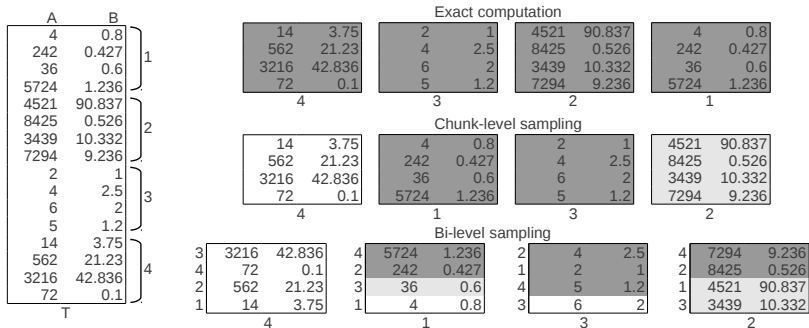 A B
4 0.8
242 0.427
36 0.6
5724 1.236
1
4521 90.837
8425 0.526
3439 10.332
7294 9.236
2
2 1
4 2.5
6 2
5 1.2
3
14 3.75
562 21.23
3216 42.836
72 0.1
4
T
Exact computation
14 3.75 2 1 4521 90.837 4 0.8
562 21.23 4 2.5 8425 0.526 242 0.427
3216 42.836 6 2 3439 10.332 36 0.6
72 0.1 5 1.2 7294 9.236 5724 1.236
4 3 2 1
Chunk-level sampling
14 3.75 4 0.8 2 1 4521 90.837
562 21.23 242 0.427 4 2.5 8425 0.526
3216 42.836 36 0.6 6 2 3439 10.332
72 0.1 5724 1.236 5 1.2 7294 9.236
4 1 3 2
Bi-level sampling
3 3216 42.836 4 5724 1.236 2 4 2.5 4 7294 9.236
4 72 0.1 2 242 0.427 1 2 1 2 8425 0.526
2 562 21.23 3 36 0.6 4 5 1.2 1 4521 90.837
1 14 3.75 1 4 0.8 3 6 2 3 3439 10.332
4 1 3 2